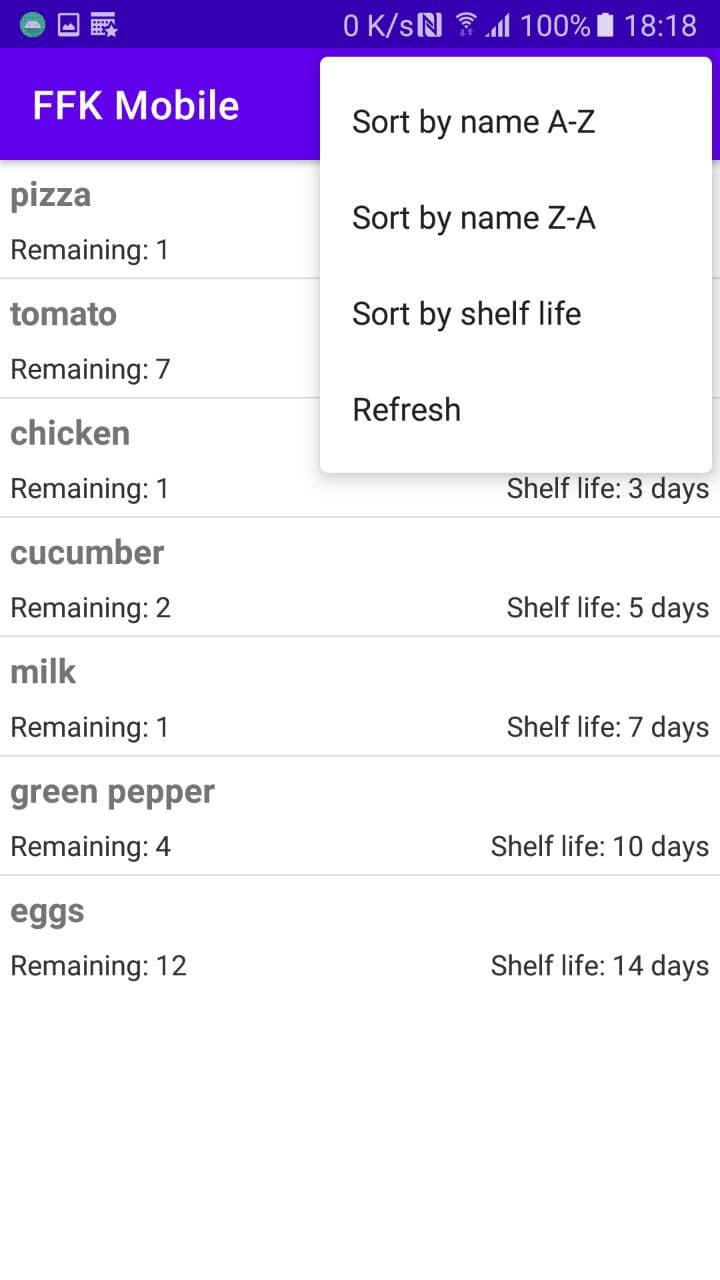 0 K/s 100% 18:18
FFK Mobile
Sort by name A-Z
Sort by name Z-A
Sort by shelf life
Refresh
pizza
Remaining: 1
tomato
Remaining: 7
chicken
Remaining: 1 Shelf life: 3 days
cucumber
Remaining: 2 Shelf life: 5 days
milk
Remaining: 1 Shelf life: 7 days
green pepper
Remaining: 4 Shelf life: 10 days
eggs
Remaining: 12 Shelf life: 14 days